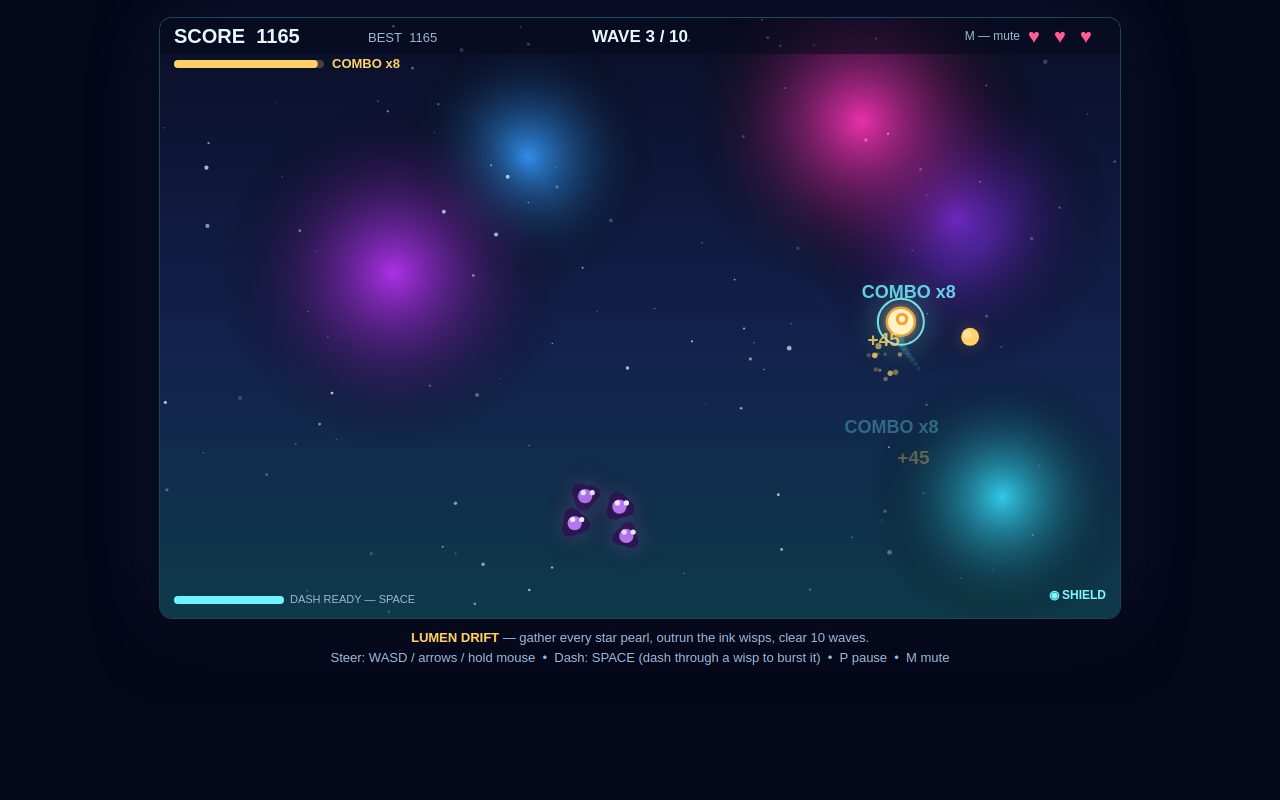 SCORE 1165
BEST 1165
WAVE 3 / 10
M — mute ♥ ♥ ♥
COMBO x8
COMBO x8
+45
COMBO x8
+45
DASH READY — SPACE
◉ SHIELD
LUMEN DRIFT — gather every star pearl, outrun the ink wisps, clear 10 waves.
Steer: WASD / arrows / hold mouse • Dash: SPACE (dash through a wisp to burst it) • P pause • M mute